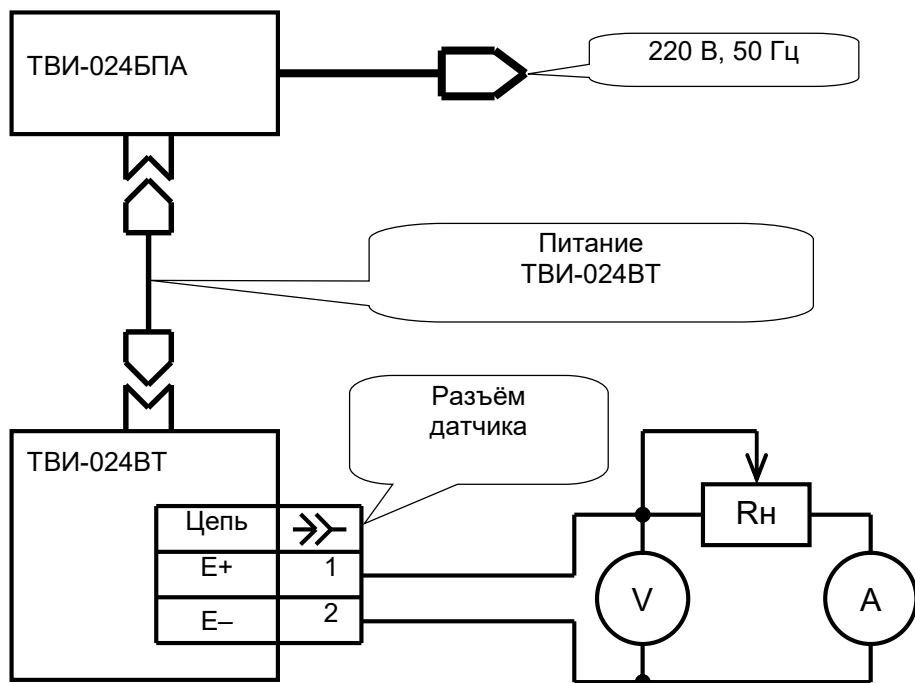 ТВИ-024БПА
220 В, 50 Гц
Питание
ТВИ-024ВТ
Разъём
датчика
ТВИ-024ВТ
Цепь
E+ 1
E– 2
Rн
V
A